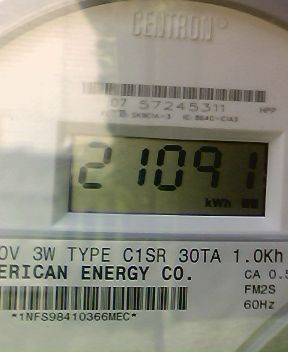 CENTRON
07 57245311
HPP
21091
kWh
0V 3W TYPE C1SR 30TA 1.0Kh
ERICAN ENERGY CO.
CA 0.5
FM2S
60Hz
*1NFS98410366MEC*